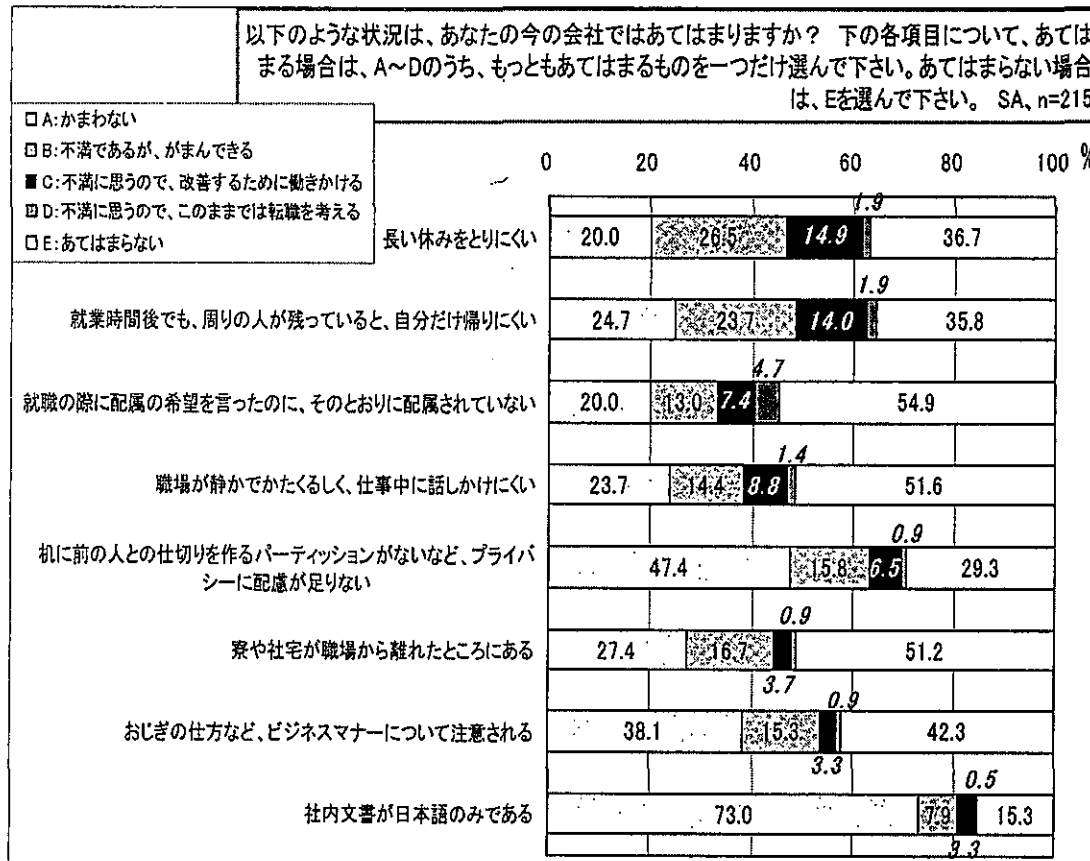 以下のような状況は、あなたの今の会社ではあてはまりますか？ 下の各項目について、あては
まる場合は、A～Dのうち、もっともあてはまるものを一つだけ選んで下さい。あてはまらない場合
は、Eを選んで下さい。 SA、n=215
A:かまわない
B:不満であるが、がまんできる
C:不満に思うので、改善するために働きかける
D:不満に思うので、このままでは転職を考える
E:あてはまらない
0 20 40 60 80 100 %
1.9
長い休みをとりにくい 20.0 26.5 14.9 36.7
1.9
就業時間後でも、周りの人が残っていると、自分だけ帰りにくい 24.7 23.7 14.0 35.8
4.7
就職の際に配属の希望を言ったのに、そのとおりに配属されていない 20.0 13.0 7.4 54.9
1.4
職場が静かでかたくるしく、仕事中に話しかけにくい 23.7 14.4 8.8 51.6
0.9
机に前の人との仕切りを作るパーティッションがないなど、プライバ
シーに配慮が足りない 47.4 15.8 6.5 29.3
0.9
寮や社宅が職場から離れたところにある 27.4 16.7 51.2
3.7 0.9
おじぎの仕方など、ビジネスマナーについて注意される 38.1 15.3 42.3
3.3 0.5
社内文書が日本語のみである 73.0 7.9 15.3
3.3